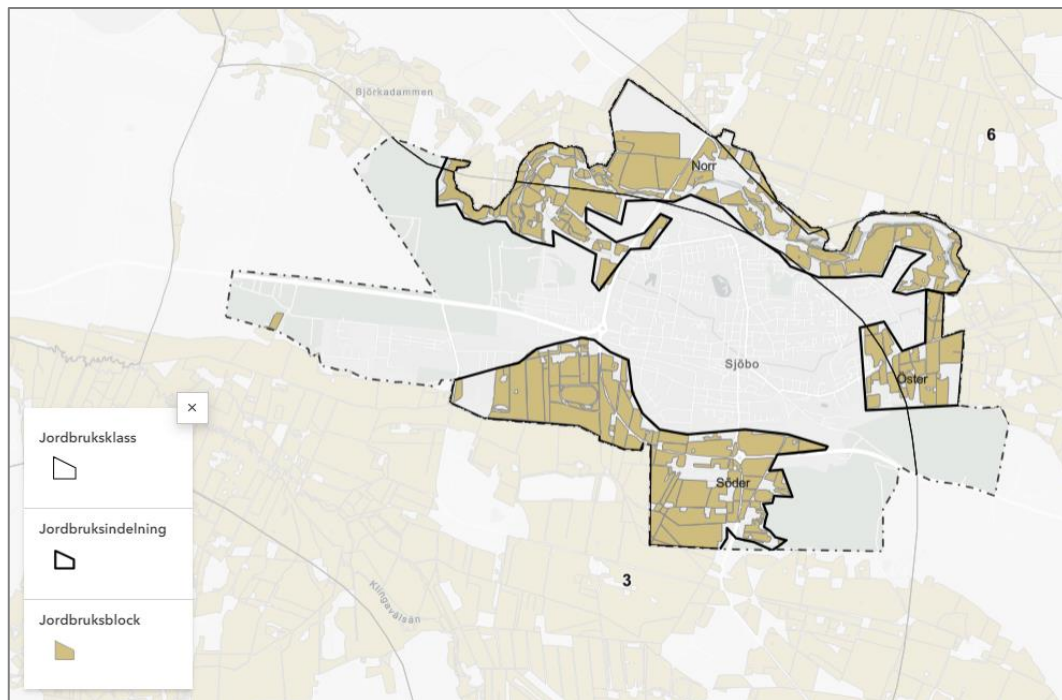 Björkadammen
6
Norr
Sjöbo
Öster
×
Jordbruksklass
Jordbruksindelning
Jordbruksblock
Söder
3
Klingavälsån